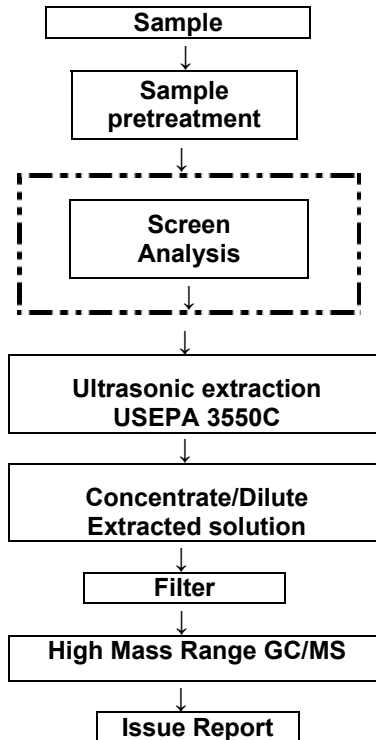 Sample
↓
Sample
pretreatment
↓
Screen
Analysis
↓
↓
Ultrasonic extraction
USEPA 3550C
↓
Concentrate/Dilute
Extracted solution
↓
Filter
↓
High Mass Range GC/MS
↓
Issue Report